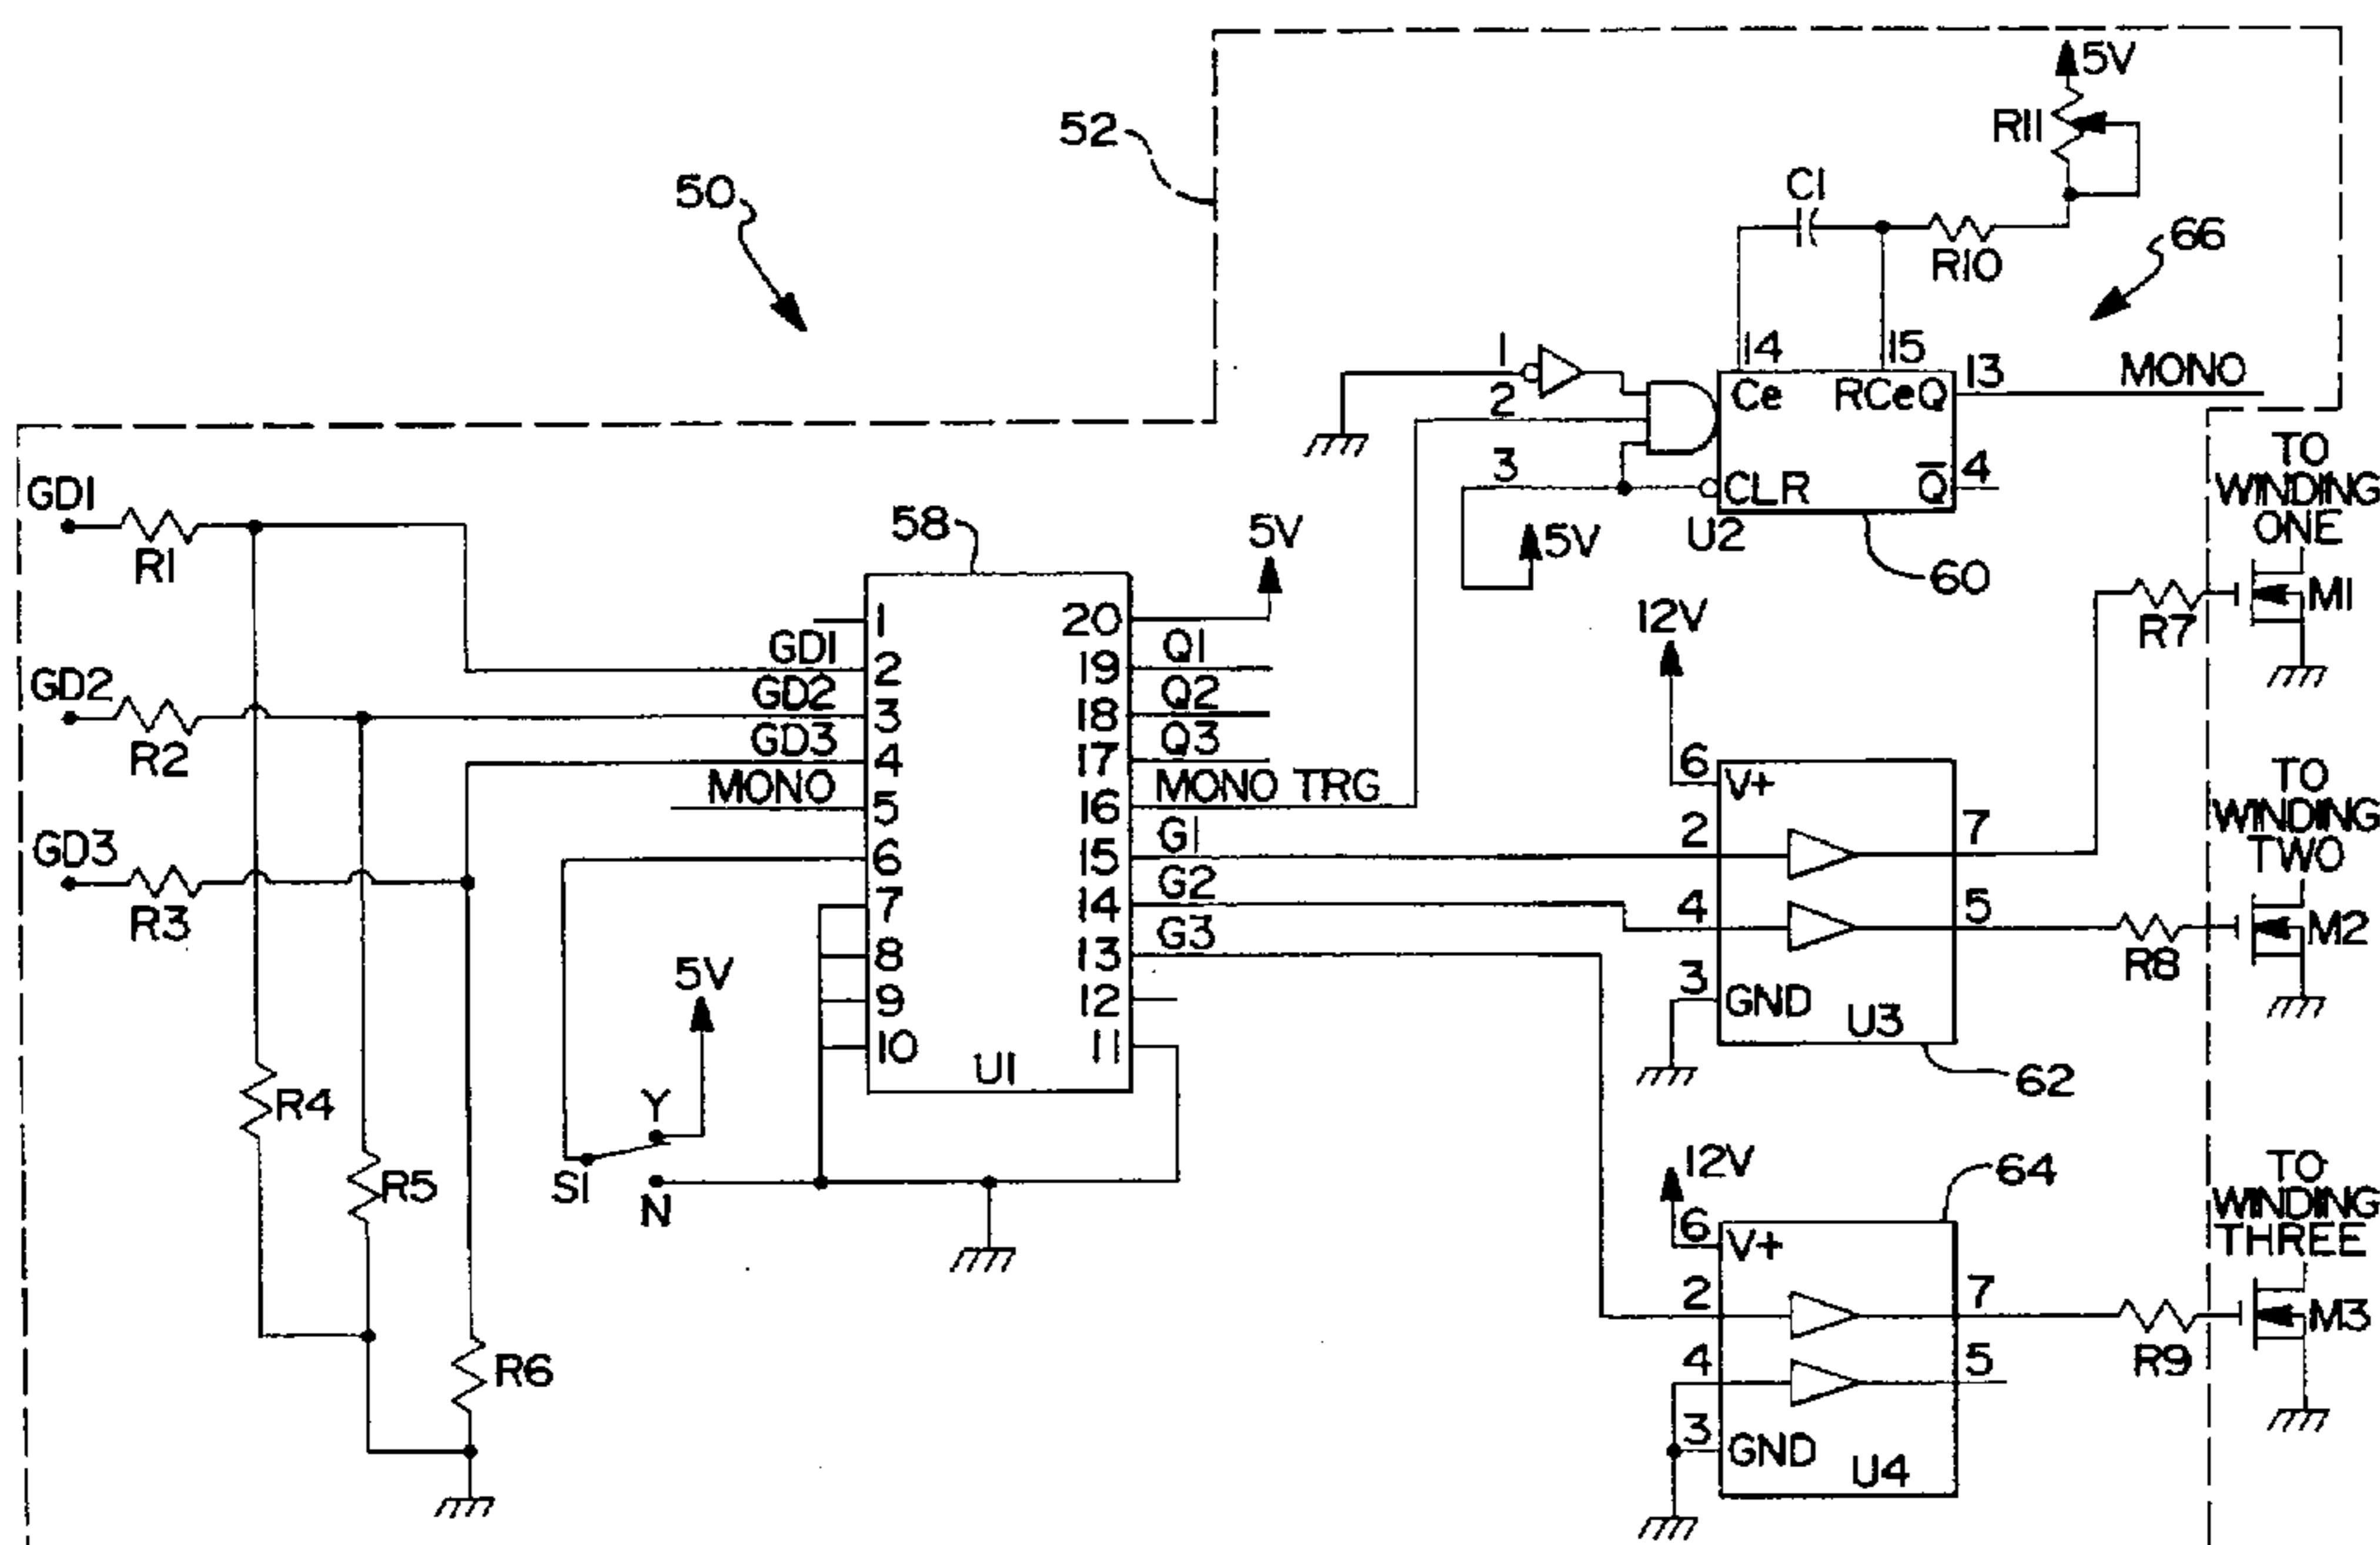 5V
R11
52
C1
50
66
R10
1
14
15
13
MONO
2
Ce
RCe
Q
TO
WINDING
ONE
3
CLR
Q̅
4
GD1
58
5V
5V
U2
60
R1
M1
12V
R7
1
20
GD1
Q1
2
19
GD2
GD2
Q2
3
18
R2
GD3
Q3
4
17
6
V+
TO
WINDING
TWO
MONO
MONO TRG
5
16
2
7
GD3
G1
6
15
R3
G2
7
14
4
5
M2
G3
8
13
R8
5V
9
12
3
GND
U3
10
11
U1
62
R4
Y
12V
64
TO
WINDING
THREE
R5
S1
N
6
V+
2
7
M3
R6
4
5
R9
3
GND
U4